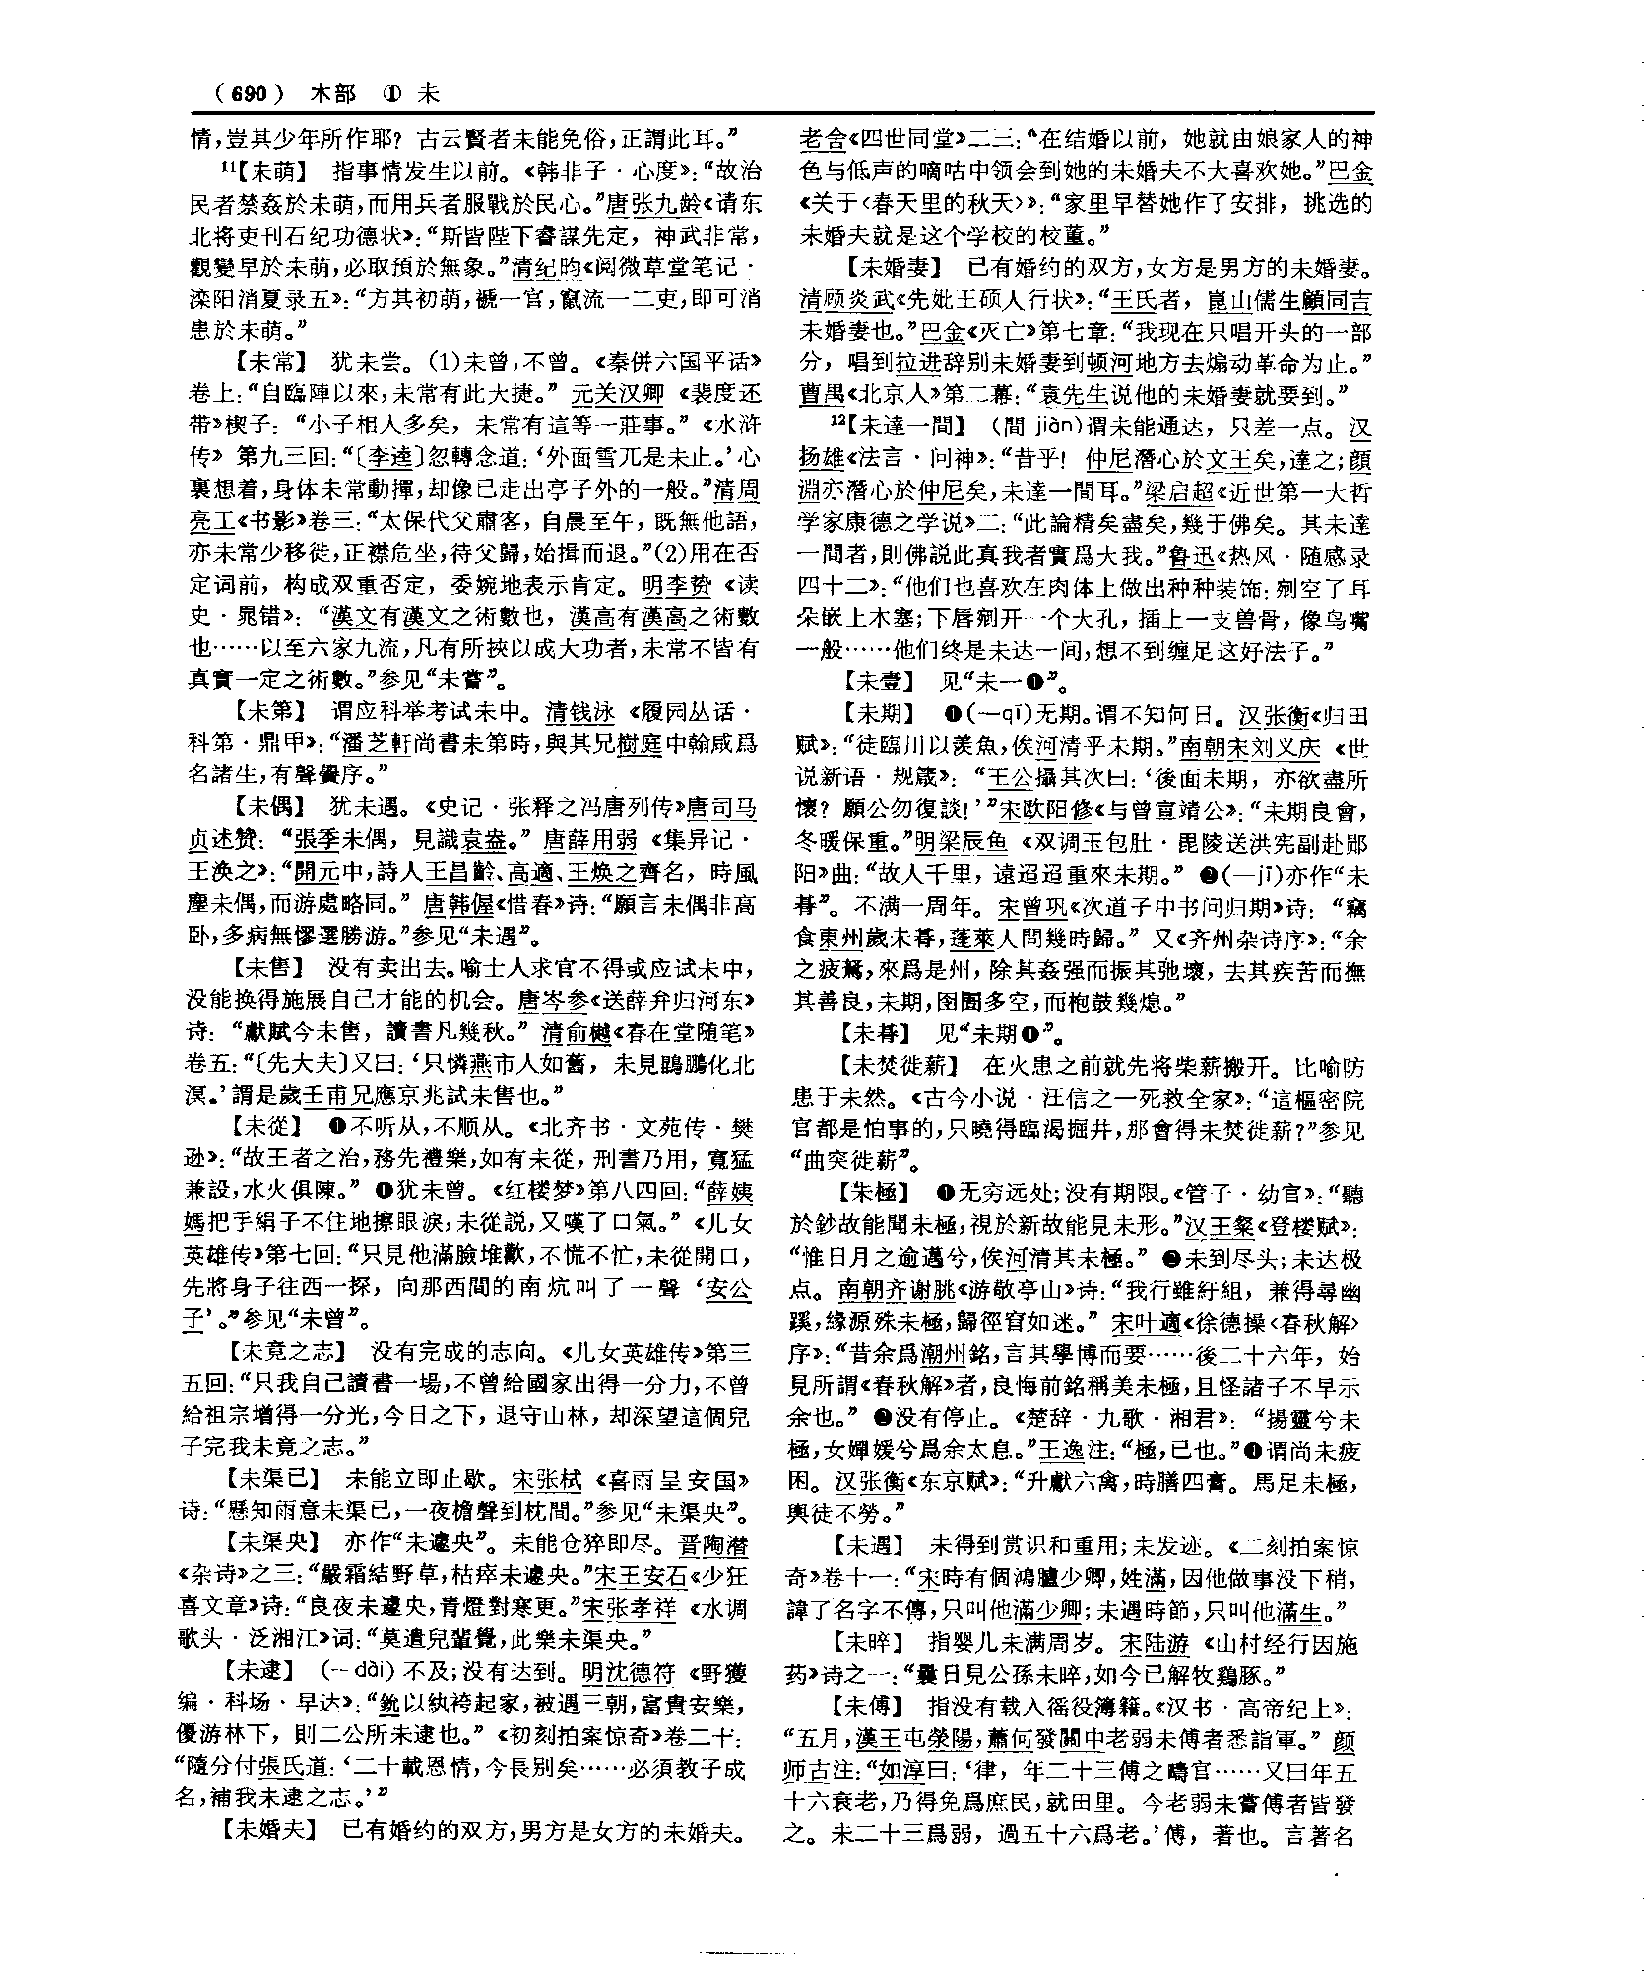 （690） 木部 ① 未
情，豈其少年所作耶？古云賢者未能免俗，正謂此耳。”
11【未萌】 指事情发生以前。《韩非子·心度》：“故治
民者禁姦於未萌，而用兵者服戰於民心。”唐张九龄《请东
北将吏刊石纪功德状》：“斯皆陛下睿謀先定，神武非常，
觀變早於未萌，必取預於無象。”清纪昀《阅微草堂笔记·
滦阳消夏录五》：“方其初萌，褫一官，竄流一二吏，即可消
患於未萌。”
【未常】 犹未尝。(1)未曾，不曾。《秦併六国平话》
卷上：“自臨陣以來，未常有此大捷。”元关汉卿《裴度还
带》楔子：“小子相人多矣，未常有這等一莊事。”《水浒
传》第九三回：“〔李逵〕忽轉念道：‘外面雪兀是未止。’心
裏想着，身体未常動撣，却像已走出亭子外的一般。”清周
亮工《书影》卷三：“太保代父肅客，自晨至午，既無他語，
亦未常少移徙，正襟危坐，待父歸，始揖而退。”(2)用在否
定词前，构成双重否定，委婉地表示肯定。明李贽《读
史·晁错》：“漢文有漢文之術數也，漢高有漢高之術數
也……以至六家九流，凡有所挾以成大功者，未常不皆有
真實一定之術數。”参见“未嘗”。
【未第】 谓应科举考试未中。清钱泳《履园丛话·
科第·鼎甲》：“潘芝軒尚書未第時，與其兄樹庭中翰咸爲
名諸生，有聲黌序。”
【未偶】 犹未遇。《史记·张释之冯唐列传》唐司马
贞述赞：“張季未偶，見識袁盎。”唐薛用弱《集异记·
王涣之》：“開元中，詩人王昌齡、高適、王焕之齊名，時風
塵未偶，而游處略同。”唐韩偓《惜春》诗：“願言未偶非高
卧，多病無憀選勝游。”参见“未遇”。
【未售】 没有卖出去。喻士人求官不得或应试未中，
没能换得施展自己才能的机会。唐岑参《送薛弁归河东》
诗：“獻賦今未售，讀書凡幾秋。”清俞樾《春在堂随笔》
卷五：“〔先大夫〕又曰：‘只憐燕市人如舊，未見鵾鵬化北
溟。’謂是歲壬甫兄應京兆試未售也。”
【未從】 ❶不听从，不顺从。《北齐书·文苑传·樊
逊》：“故王者之治，務先禮樂，如有未從，刑書乃用，寬猛
兼設，水火俱陳。”❶犹未曾。《红楼梦》第八四回：“薛姨
媽把手絹子不住地擦眼淚，未從説，又嘆了口氣。”《儿女
英雄传》第七回：“只見他滿臉堆歡，不慌不忙，未從開口，
先將身子往西一探，向那西間的南炕叫了一聲‘安公
子’。”参见“未曾”。
【未竟之志】 没有完成的志向。《儿女英雄传》第三
五回：“只我自己讀書一場，不曾給國家出得一分力，不曾
給祖宗增得一分光，今日之下，退守山林，却深望這個兒
子完我未竟之志。”
【未渠已】 未能立即止歇。宋张栻《喜雨呈安国》
诗：“懸知雨意未渠已，一夜檐聲到枕間。”参见“未渠央”。
【未渠央】 亦作“未遽央”。未能仓猝即尽。晋陶潜
《杂诗》之三：“嚴霜結野草，枯瘁未遽央。”宋王安石《少狂
喜文章》诗：“良夜未遽央，青燈對寒更。”宋张孝祥《水调
歌头·泛湘江》词：“莫遣兒輩覺，此樂未渠央。”
【未逮】 （－dài）不及；没有达到。明沈德符《野獲
编·科场·早达》：“鈗以紈袴起家，被遇三朝，富貴安樂，
優游林下，則二公所未逮也。”《初刻拍案惊奇》卷二十：
“隨分付張氏道：‘二十載恩情，今長别矣……必須教子成
名，補我未逮之志。’”
【未婚夫】 已有婚约的双方，男方是女方的未婚夫。
老舍《四世同堂》二三：“在结婚以前，她就由娘家人的神
色与低声的嘀咕中领会到她的未婚夫不大喜欢她。”巴金
《关于〈春天里的秋天〉》：“家里早替她作了安排，挑选的
未婚夫就是这个学校的校董。”
【未婚妻】 已有婚约的双方，女方是男方的未婚妻。
清顾炎武《先妣王硕人行状》：“王氏者，崑山儒生顧同吉
未婚妻也。”巴金《灭亡》第七章：“我现在只唱开头的一部
分，唱到拉进辞别未婚妻到顿河地方去煽动革命为止。”
曹禺《北京人》第二幕：“袁先生说他的未婚妻就要到。”
12【未達一間】 （間 jiàn）谓未能通达，只差一点。汉
扬雄《法言·问神》：“昔乎！仲尼潛心於文王矣，達之；顔
淵亦潛心於仲尼矣，未達一間耳。”梁启超《近世第一大哲
学家康德之学说》二：“此論精矣盡矣，幾于佛矣。其未達
一間者，則佛説此真我者實爲大我。”鲁迅《热风·随感录
四十二》：“他们也喜欢在肉体上做出种种装饰：剜空了耳
朵嵌上木塞；下唇剜开一个大孔，插上一支兽骨，像鸟嘴
一般……他们终是未达一间，想不到缠足这好法子。”
【未壹】 见“未一❶”。
【未期】 ❶（—qī）无期。谓不知何日。汉张衡《归田
赋》：“徒臨川以羡魚，俟河清乎未期。”南朝宋刘义庆《世
说新语·规箴》：“王公攝其次曰：‘後面未期，亦欲盡所
懷？願公勿復談！’”宋欧阳修《与曾宣靖公》：“未期良會，
冬暖保重。”明梁辰鱼《双调玉包肚·毘陵送洪宪副赴郧
阳》曲：“故人千里，遠迢迢重來未期。”❷（—jī）亦作“未
朞”。不满一周年。宋曾巩《次道子中书问归期》诗：“竊
食東州歲未朞，蓬萊人問幾時歸。”又《齐州杂诗序》：“余
之疲駑，來爲是州，除其姦强而振其弛壞，去其疾苦而撫
其善良，未期，囹圄多空，而枹鼓幾熄。”
【未朞】 见“未期❶”。
【未焚徙薪】 在火患之前就先将柴薪搬开。比喻防
患于未然。《古今小说·汪信之一死救全家》：“這樞密院
官都是怕事的，只曉得臨渴掘井，那會得未焚徙薪？”参见
“曲突徙薪”。
【未極】 ❶无穷远处；没有期限。《管子·幼官》：“聽
於鈔故能聞未極，視於新故能見未形。”汉王粲《登楼赋》：
“惟日月之逾邁兮，俟河清其未極。”❷未到尽头；未达极
点。南朝齐谢朓《游敬亭山》诗：“我行雖紆組，兼得尋幽
蹊，緣源殊未極，歸徑窅如迷。”宋叶適《徐德操〈春秋解〉
序》：“昔余爲潮州銘，言其學博而要……後二十六年，始
見所謂《春秋解》者，良悔前銘稱美未極，且怪諸子不早示
余也。”❷没有停止。《楚辞·九歌·湘君》：“揚靈兮未
極，女嬋媛兮爲余太息。”王逸注：“極，已也。”❶谓尚未疲
困。汉张衡《东京赋》：“升獻六禽，時膳四膏。馬足未極，
輿徒不勞。”
【未遇】 未得到赏识和重用；未发迹。《二刻拍案惊
奇》卷十一：“宋時有個鴻臚少卿，姓滿，因他做事没下梢，
諱了名字不傳，只叫他滿少卿；未遇時節，只叫他滿生。”
【未晬】 指婴儿未满周岁。宋陆游《山村经行因施
药》诗之一：“曩日見公孫未晬，如今已解牧鷄豚。”
【未傅】 指没有载入徭役簿籍。《汉书·高帝纪上》：
“五月，漢王屯滎陽，蕭何發關中老弱未傅者悉詣軍。”颜
师古注：“如淳曰：‘律，年二十三傅之疇官……又曰年五
十六衰老，乃得免爲庶民，就田里。今老弱未嘗傅者皆發
之。未二十三爲弱，過五十六爲老。’傅，著也。言著名